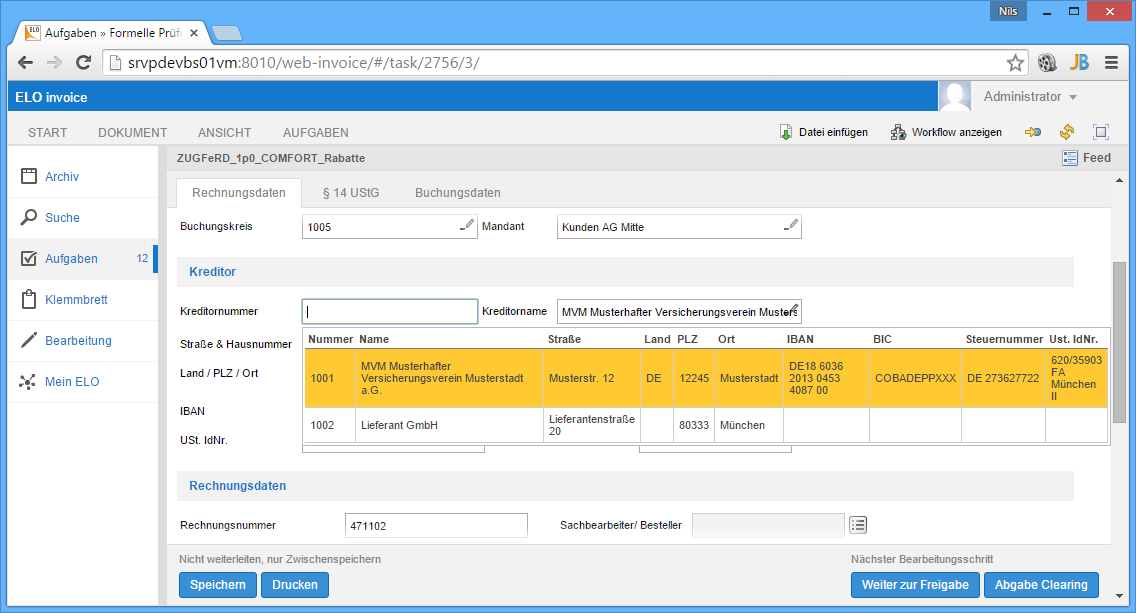 Nils
ELO Aufgaben » Formelle Prüf
srvpdevbs01vm:8010/web-invoice/#/task/2756/3/
JB
ELO invoice
Administrator
START DOKUMENT ANSICHT AUFGABEN Datei einfügen Workflow anzeigen
ZUGFeRD_1p0_COMFORT_Rabatte Feed
Archiv
Suche
Aufgaben 12
Klemmbrett
Bearbeitung
Mein ELO
Rechnungsdaten § 14 UStG Buchungsdaten
Buchungskreis 1005 Mandant Kunden AG Mitte
Kreditor
Kreditornummer Kreditorname MVM Musterhafter Versicherungsverein Musters
Straße & Hausnummer
Land / PLZ / Ort
IBAN
USt. IdNr.
Nummer Name Straße Land PLZ Ort IBAN BIC Steuernummer Ust. IdNr.
1001 MVM Musterhafter Versicherungsverein Musterstadt a.G. Musterstr. 12 DE 12245 Musterstadt DE18 6036 2013 0453 4087 00 COBADEPPXXX DE 273627722 620/35903 FA München II
1002 Lieferant GmbH Lieferantenstraße 20 80333 München
Rechnungsdaten
Rechnungsnummer 471102 Sachbearbeiter/ Besteller
Nicht weiterleiten, nur Zwischenspeichern Nächster Bearbeitungsschritt
Speichern Drucken Weiter zur Freigabe Abgabe Clearing